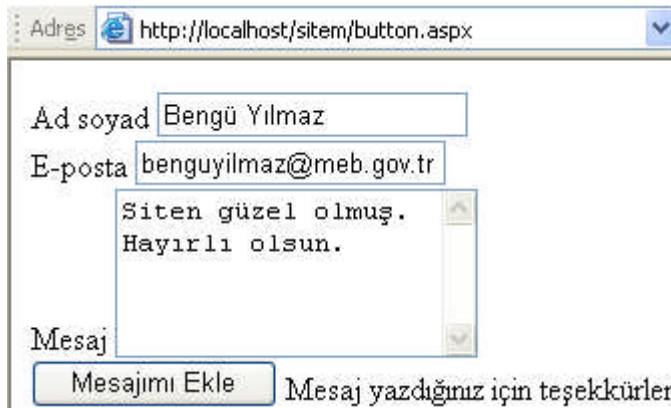 Adres http://localhost/sitem/button.aspx
Ad soyad Bengü Yılmaz
E-posta benguyilmaz@meb.gov.tr
Siten güzel olmuş.
Hayırlı olsun.
Mesaj
Mesajımı Ekle Mesaj yazdığınız için teşekkürler